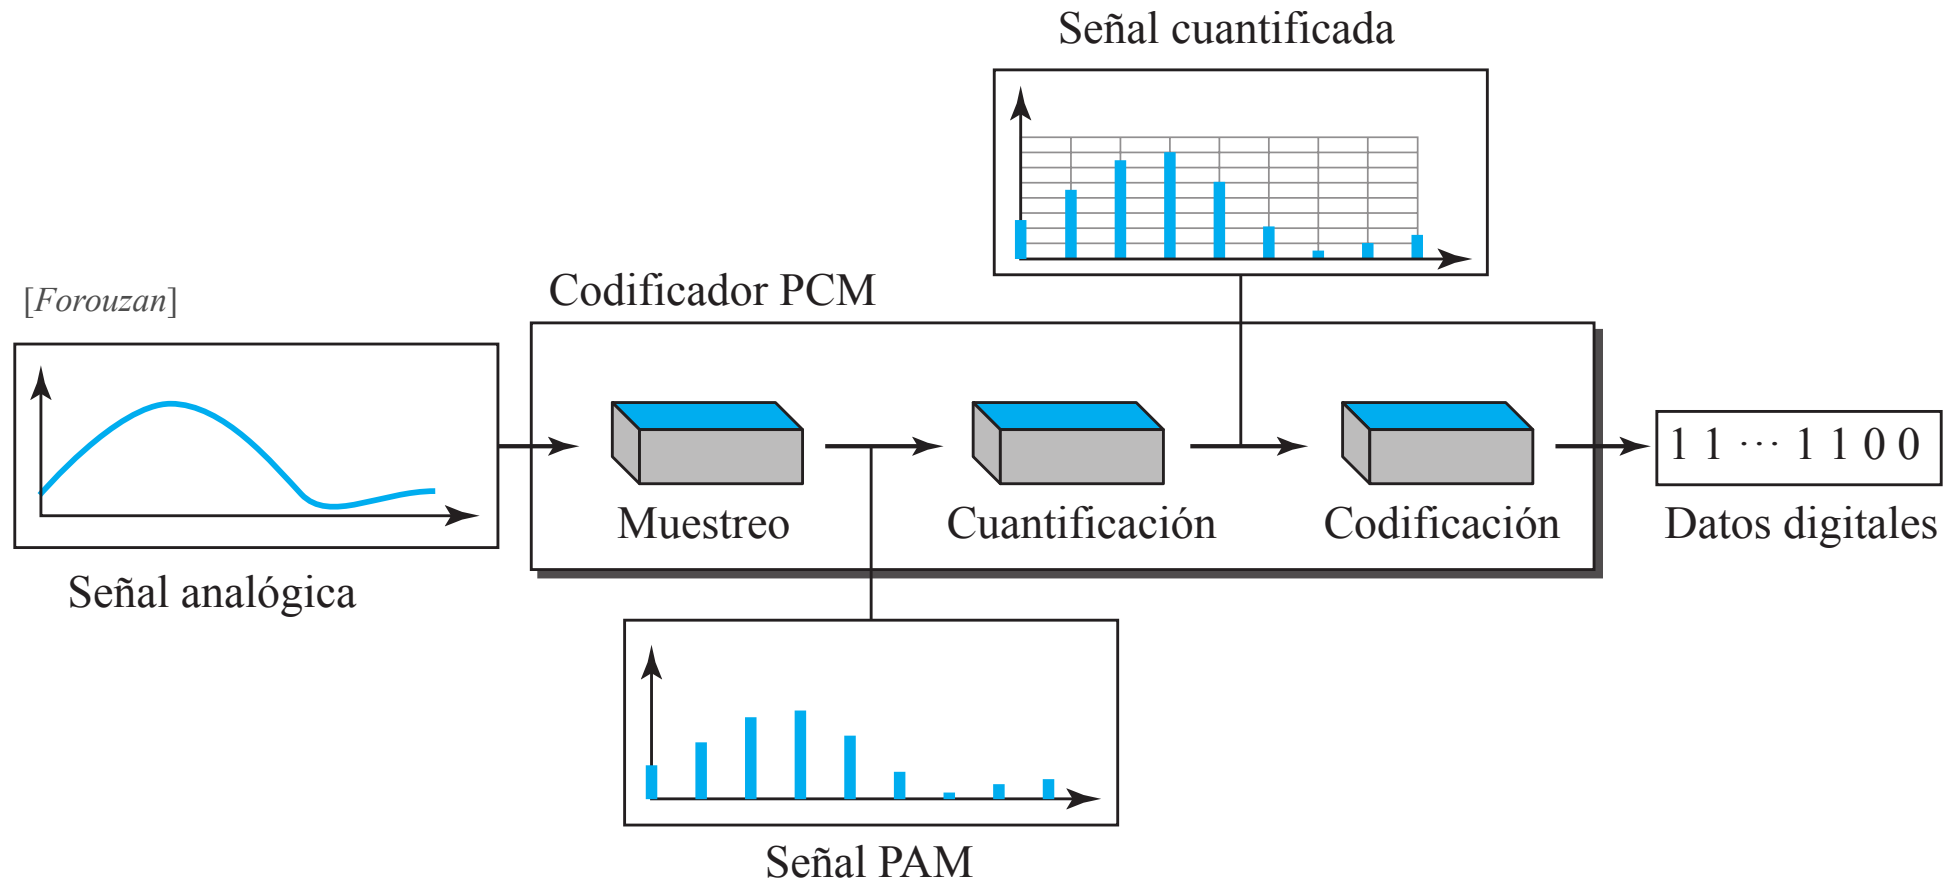 Señal cuantificada
Codificador PCM
[Forouzan]
1 1 ··· 1 1 0 0
Muestreo
Cuantificación
Codificación
Datos digitales
Señal analógica
Señal PAM